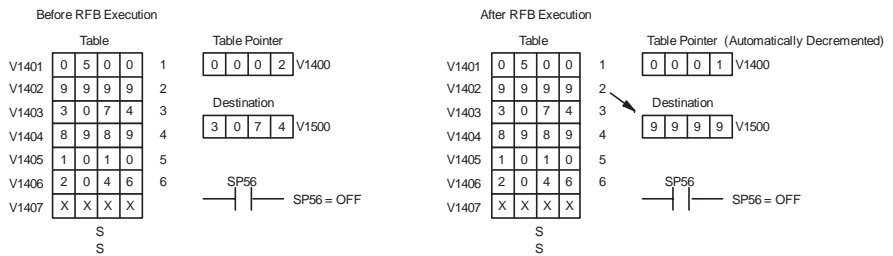 Before RFB Execution
Table
Table Pointer
V1401 0 5 0 0 1
0 0 0 2 V1400
V1402 9 9 9 9 2
Destination
V1403 3 0 7 4 3
3 0 7 4 V1500
V1404 8 9 8 9 4
V1405 1 0 1 0 5
V1406 2 0 4 6 6
SP56
SP56 = OFF
V1407 X X X X
S
S
After RFB Execution
Table
Table Pointer (Automatically Decremented)
V1401 0 5 0 0 1
0 0 0 1 V1400
V1402 9 9 9 9 2
Destination
V1403 3 0 7 4 3
9 9 9 9 V1500
V1404 8 9 8 9 4
V1405 1 0 1 0 5
V1406 2 0 4 6 6
SP56
SP56 = OFF
V1407 X X X X
S
S